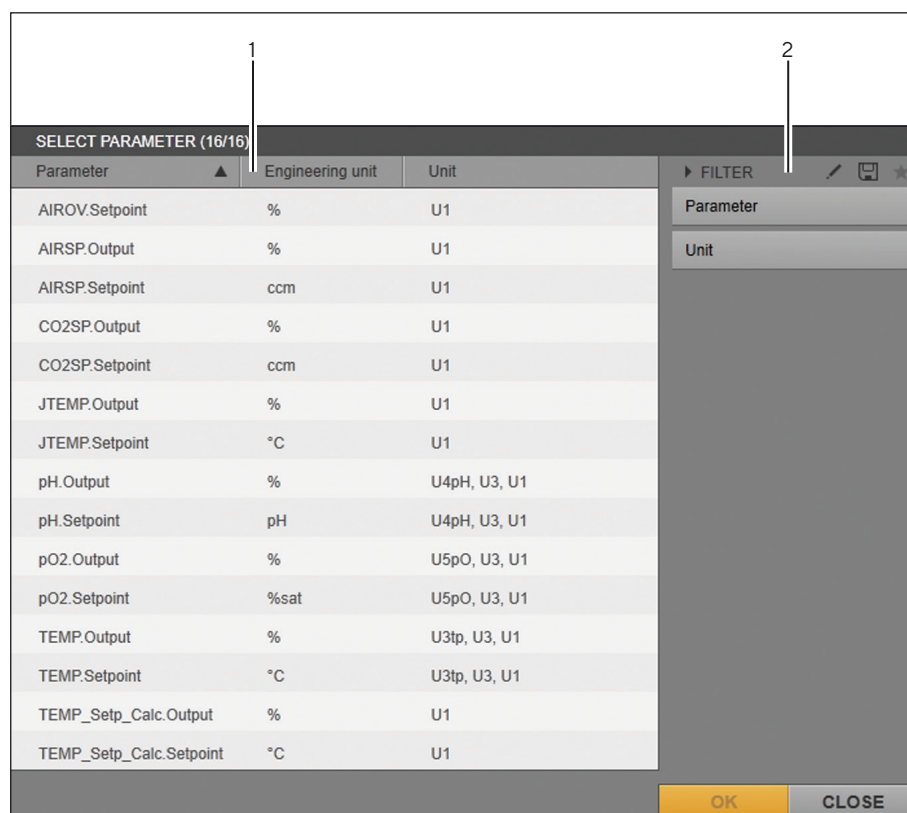 1 2
SELECT PARAMETER (16/16)
Parameter ▲ Engineering unit Unit FILTER
AIROV.Setpoint % U1 Parameter
AIRSP.Output % U1 Unit
AIRSP.Setpoint ccm U1
CO2SP.Output % U1
CO2SP.Setpoint ccm U1
JTEMP.Output % U1
JTEMP.Setpoint °C U1
pH.Output % U4pH, U3, U1
pH.Setpoint pH U4pH, U3, U1
pO2.Output % U5pO, U3, U1
pO2.Setpoint %sat U5pO, U3, U1
TEMP.Output % U3tp, U3, U1
TEMP.Setpoint °C U3tp, U3, U1
TEMP_Setp_Calc.Output % U1
TEMP_Setp_Calc.Setpoint °C U1
OK CLOSE